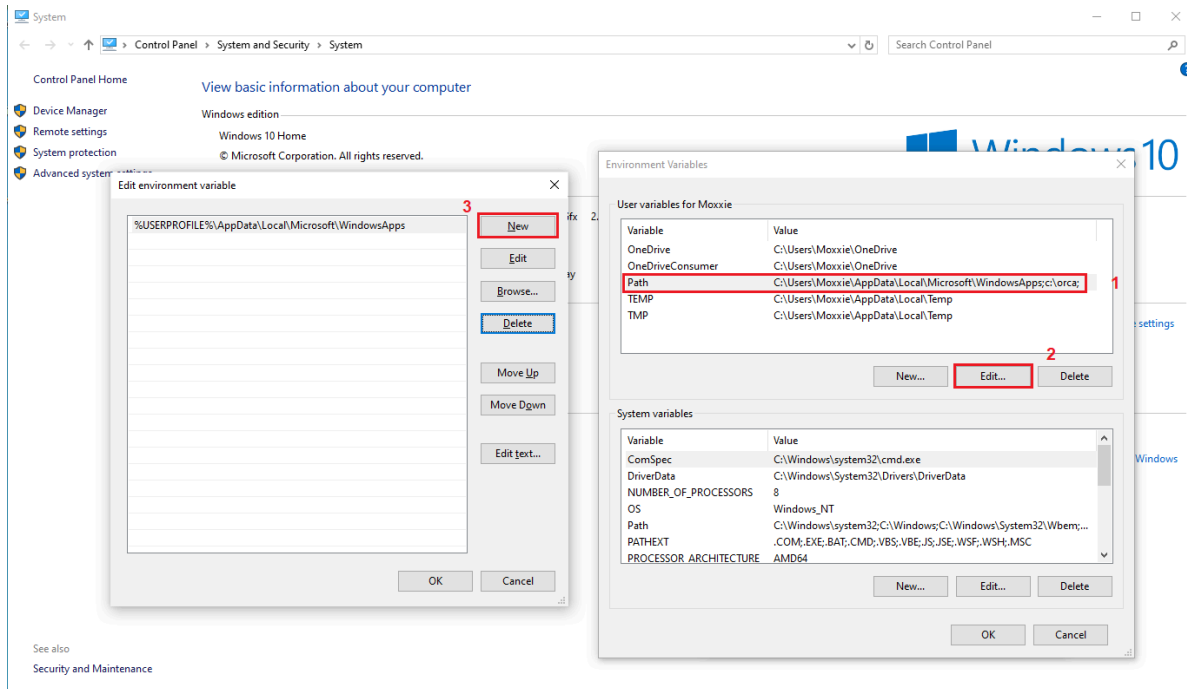 System
Control Panel > System and Security > System
Search Control Panel
Control Panel Home
Device Manager
Remote settings
System protection
Advanced system settings
View basic information about your computer
Windows edition
Windows 10 Home
© Microsoft Corporation. All rights reserved.
Windows 10
Edit environment variable
%USERPROFILE%\AppData\Local\Microsoft\WindowsApps
3
New
Edit
Browse...
Delete
Move Up
Move Down
Edit text...
OK
Cancel
Environment Variables
User variables for Moxxie
Variable Value
OneDrive C:\Users\Moxxie\OneDrive
OneDriveConsumer C:\Users\Moxxie\OneDrive
Path C:\Users\Moxxie\AppData\Local\Microsoft\WindowsApps;c:\orca;
1
TEMP C:\Users\Moxxie\AppData\Local\Temp
TMP C:\Users\Moxxie\AppData\Local\Temp
2
New... Edit... Delete
System variables
Variable Value
ComSpec C:\Windows\system32\cmd.exe
DriverData C:\Windows\System32\Drivers\DriverData
NUMBER_OF_PROCESSORS 8
OS Windows_NT
Path C:\Windows\system32;C:\Windows;C:\Windows\System32\Wbem;...
PATHEXT .COM;.EXE;.BAT;.CMD;.VBS;.VBE;.JS;.JSE;.WSF;.WSH;.MSC
PROCESSOR_ARCHITECTURE AMD64
New... Edit... Delete
OK Cancel
settings
Windows
See also
Security and Maintenance